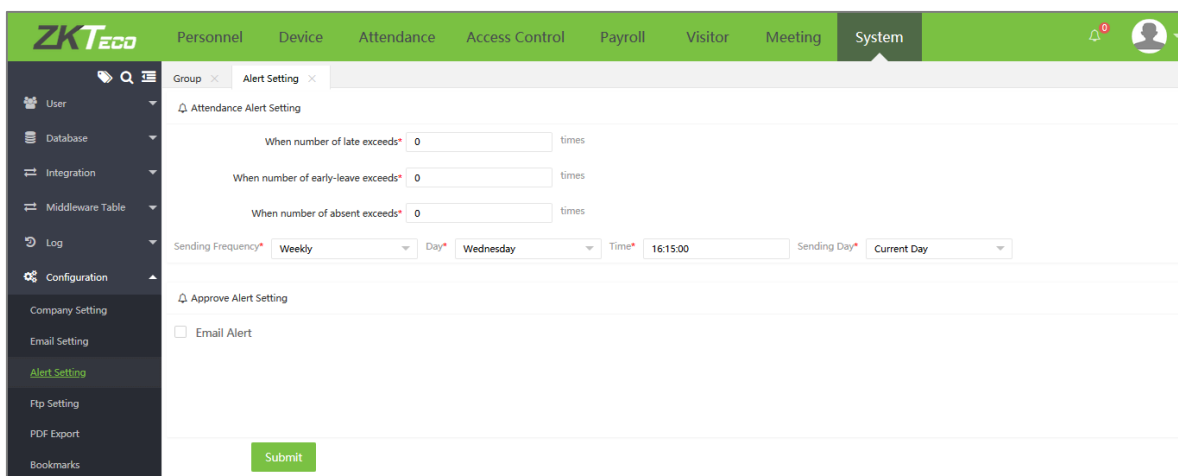 ZKTeco Personnel Device Attendance Access Control Payroll Visitor Meeting System 0
Group × Alert Setting ×
User
Database
Integration
Middleware Table
Log
Configuration
Company Setting
Email Setting
Alert Setting
Ftp Setting
PDF Export
Bookmarks
Attendance Alert Setting
When number of late exceeds* 0 times
When number of early-leave exceeds* 0 times
When number of absent exceeds* 0 times
Sending Frequency* Weekly Day* Wednesday Time* 16:15:00 Sending Day* Current Day
Approve Alert Setting
Email Alert
Submit